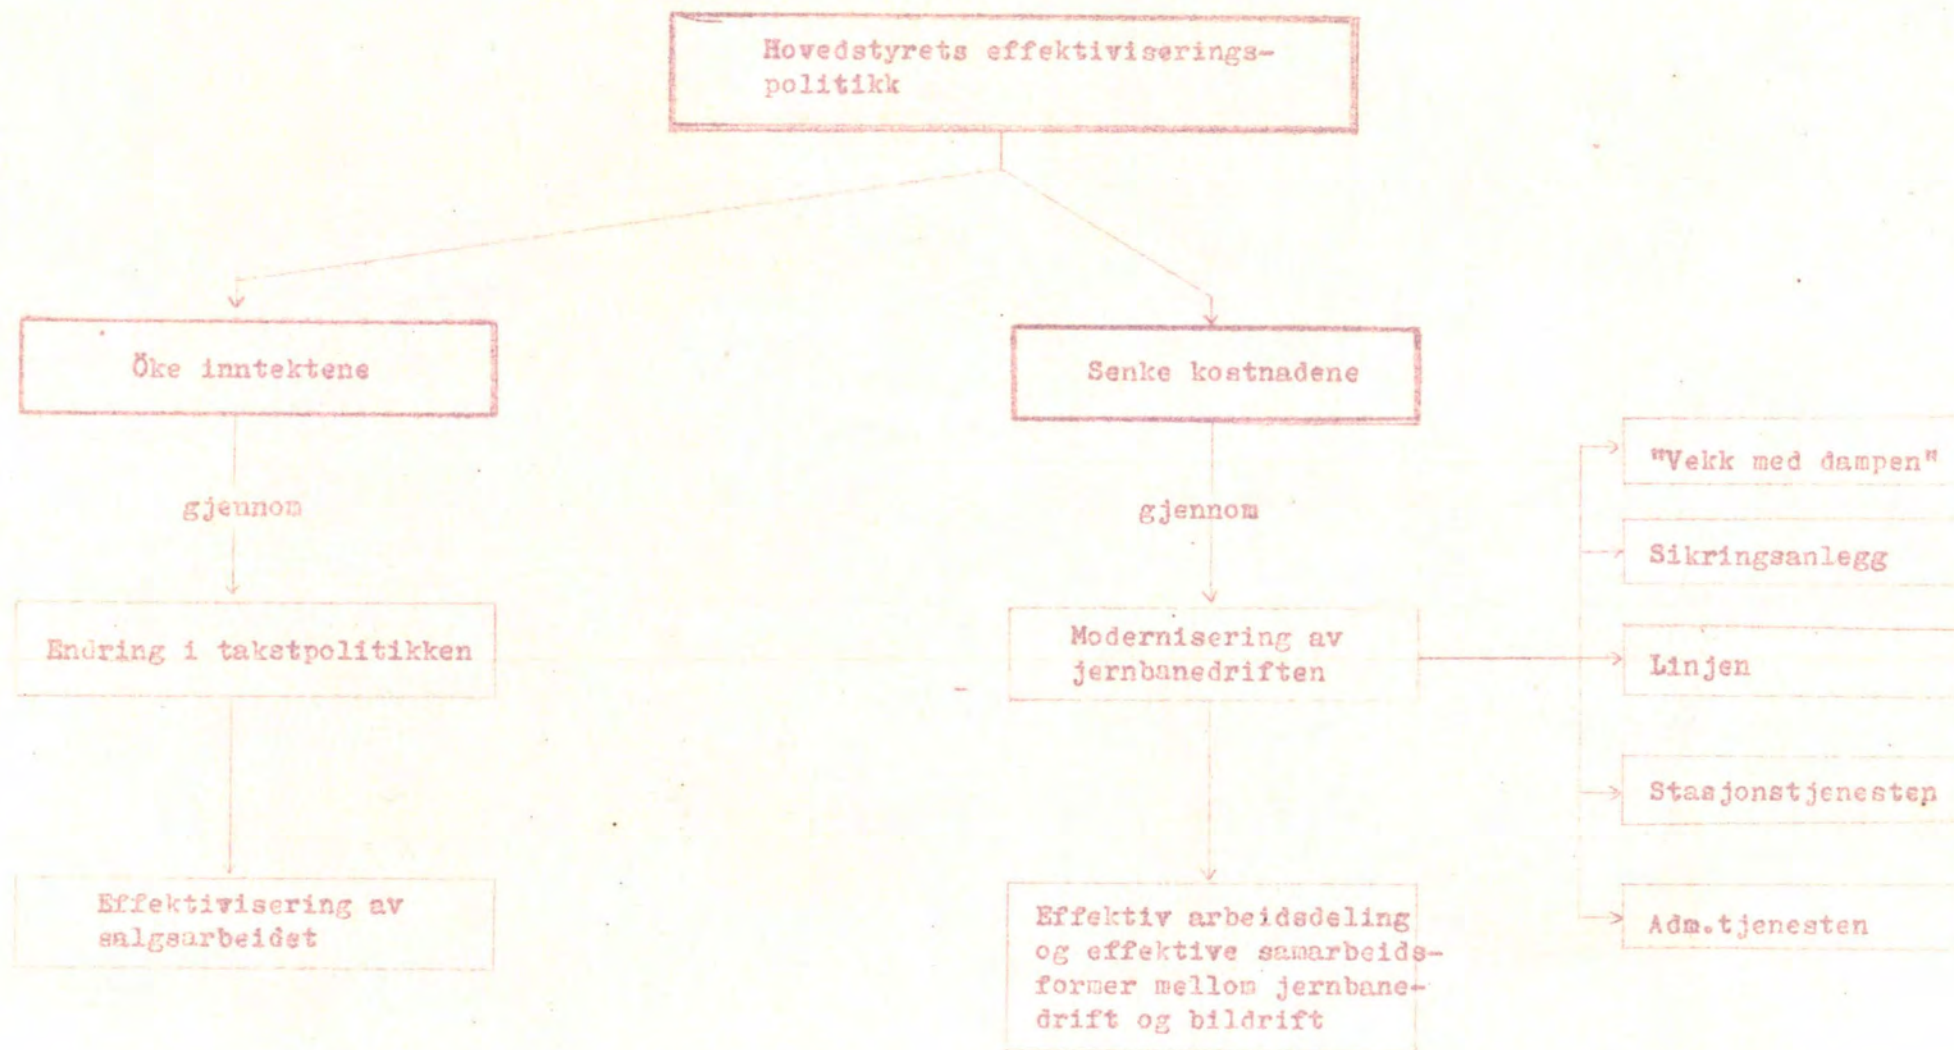 Hovedstyrets effektiviserings-
politikk
Öke inntektene
gjennom
Endring i takstpolitikken
Effektivisering av
salgsarbeidet
Senke kostnadene
gjennom
Modernisering av
jernbanedriften
Effektiv arbeidsdeling
og effektive samarbeids-
former mellom jernbane-
drift og bildrift
"Vekk med dampen"
Sikringsanlegg
Linjen
Stasjonstjenesten
Adm.tjenesten